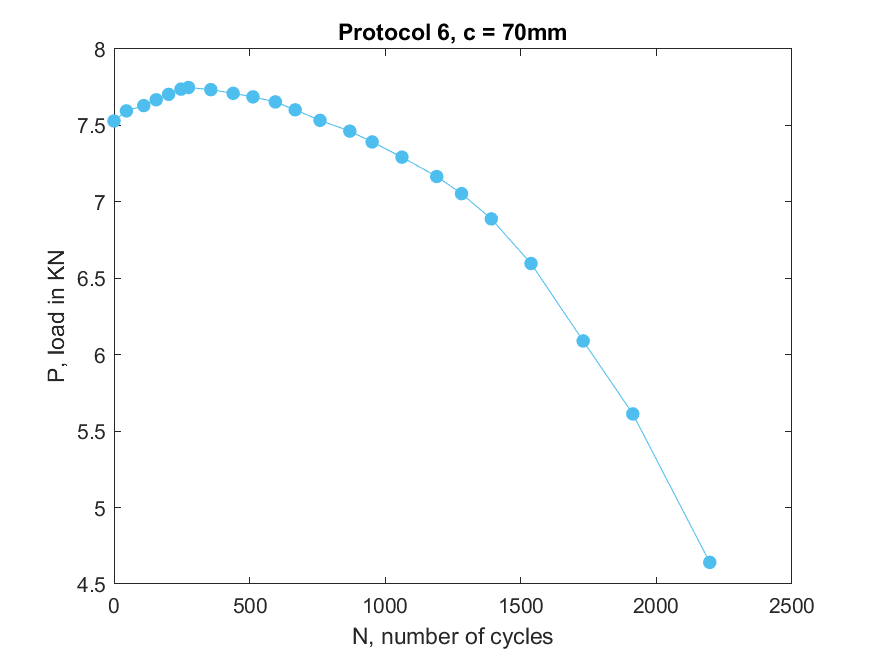 Protocol 6, c = 70mm
8
7.5
7
6.5
6
5.5
5
4.5
P, load in KN
0 500 1000 1500 2000 2500
N, number of cycles